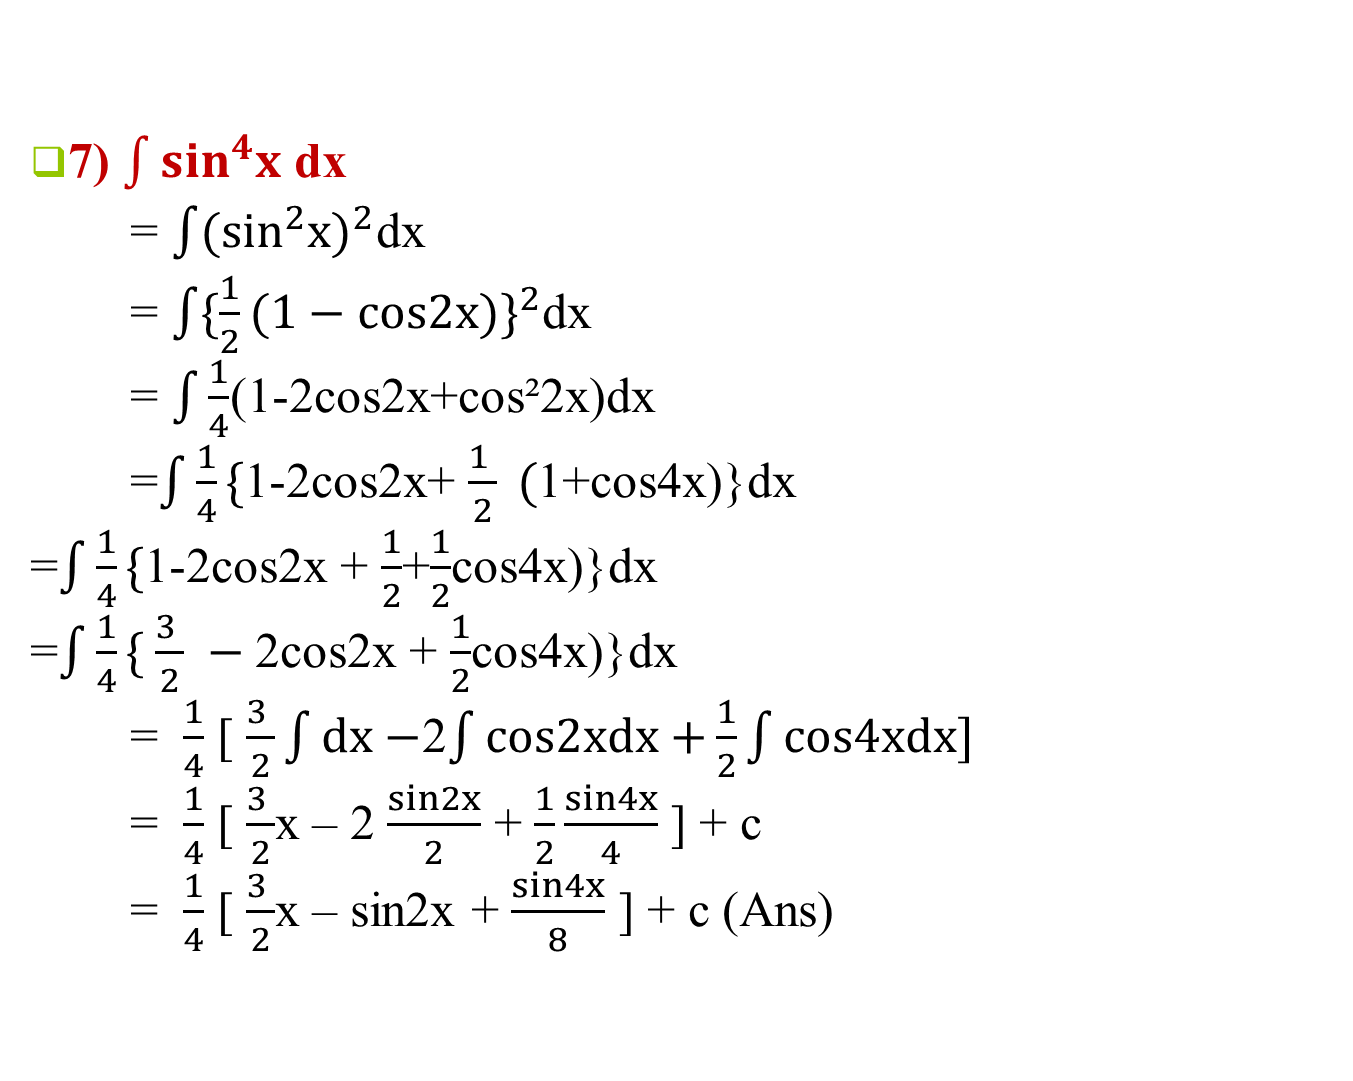 ❑7) ∫ sin⁴x dx
= ∫(sin²x)²dx
= ∫{1/2 (1 − cos2x)}²dx
= ∫ 1/4(1-2cos2x+cos²2x)dx
=∫ 1/4 {1-2cos2x+ 1/2 (1+cos4x)}dx
=∫ 1/4 {1-2cos2x + 1/2+1/2cos4x)}dx
=∫ 1/4 { 3/2 − 2cos2x + 1/2cos4x)}dx
= 1/4 [ 3/2 ∫ dx −2∫ cos2xdx + 1/2 ∫ cos4xdx]
= 1/4 [ 3/2x – 2 sin2x/2 + 1/2 sin4x/4 ] + c
= 1/4 [ 3/2x – sin2x + sin4x/8 ] + c (Ans)